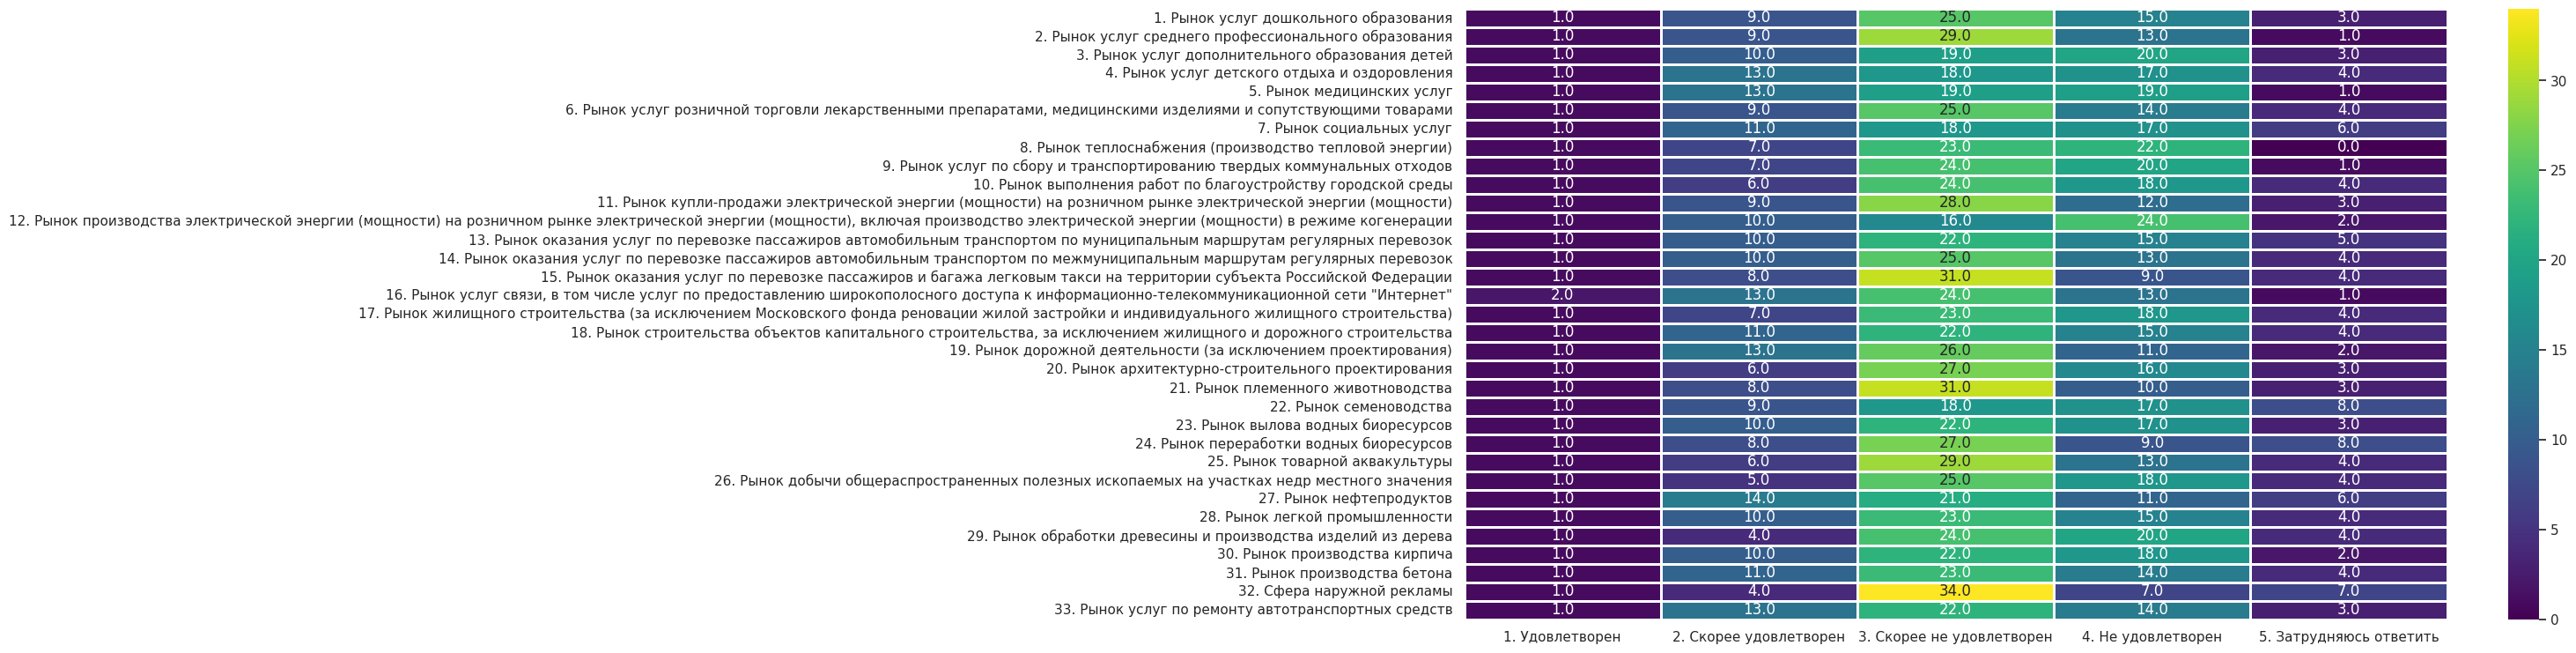 1. Рынок услуг дошкольного образования 1.0 9.0 25.0 15.0 3.0
2. Рынок услуг среднего профессионального образования 1.0 9.0 29.0 13.0 1.0
3. Рынок услуг дополнительного образования детей 1.0 10.0 19.0 20.0 3.0
4. Рынок услуг детского отдыха и оздоровления 1.0 13.0 18.0 17.0 4.0
5. Рынок медицинских услуг 1.0 13.0 19.0 19.0 1.0
6. Рынок услуг розничной торговли лекарственными препаратами, медицинскими изделиями и сопутствующими товарами 1.0 9.0 25.0 14.0 4.0
7. Рынок социальных услуг 1.0 11.0 18.0 17.0 6.0
8. Рынок теплоснабжения (производство тепловой энергии) 1.0 7.0 23.0 22.0 0.0
9. Рынок услуг по сбору и транспортированию твердых коммунальных отходов 1.0 7.0 24.0 20.0 1.0
10. Рынок выполнения работ по благоустройству городской среды 1.0 6.0 24.0 18.0 4.0
11. Рынок купли-продажи электрической энергии (мощности) на розничном рынке электрической энергии (мощности) 1.0 9.0 28.0 12.0 3.0
12. Рынок производства электрической энергии (мощности) на розничном рынке электрической энергии (мощности), включая производство электрической энергии (мощности) в режиме когенерации 1.0 10.0 16.0 24.0 2.0
13. Рынок оказания услуг по перевозке пассажиров автомобильным транспортом по муниципальным маршрутам регулярных перевозок 1.0 10.0 22.0 15.0 5.0
14. Рынок оказания услуг по перевозке пассажиров автомобильным транспортом по межмуниципальным маршрутам регулярных перевозок 1.0 10.0 25.0 13.0 4.0
15. Рынок оказания услуг по перевозке пассажиров и багажа легковым такси на территории субъекта Российской Федерации 1.0 8.0 31.0 9.0 4.0
16. Рынок услуг связи, в том числе услуг по предоставлению широкополосного доступа к информационно-телекоммуникационной сети "Интернет" 2.0 13.0 24.0 13.0 1.0
17. Рынок жилищного строительства (за исключением Московского фонда реновации жилой застройки и индивидуального жилищного строительства) 1.0 7.0 23.0 18.0 4.0
18. Рынок строительства объектов капитального строительства, за исключением жилищного и дорожного строительства 1.0 11.0 22.0 15.0 4.0
19. Рынок дорожной деятельности (за исключением проектирования) 1.0 13.0 26.0 11.0 2.0
20. Рынок архитектурно-строительного проектирования 1.0 6.0 27.0 16.0 3.0
21. Рынок племенного животноводства 1.0 8.0 31.0 10.0 3.0
22. Рынок семеноводства 1.0 9.0 18.0 17.0 8.0
23. Рынок вылова водных биоресурсов 1.0 10.0 22.0 17.0 3.0
24. Рынок переработки водных биоресурсов 1.0 8.0 27.0 9.0 8.0
25. Рынок товарной аквакультуры 1.0 6.0 29.0 13.0 4.0
26. Рынок добычи общераспространенных полезных ископаемых на участках недр местного значения 1.0 5.0 25.0 18.0 4.0
27. Рынок нефтепродуктов 1.0 14.0 21.0 11.0 6.0
28. Рынок легкой промышленности 1.0 10.0 23.0 15.0 4.0
29. Рынок обработки древесины и производства изделий из дерева 1.0 4.0 24.0 20.0 4.0
30. Рынок производства кирпича 1.0 10.0 22.0 18.0 2.0
31. Рынок производства бетона 1.0 11.0 23.0 14.0 4.0
32. Сфера наружной рекламы 1.0 4.0 34.0 7.0 7.0
33. Рынок услуг по ремонту автотранспортных средств 1.0 13.0 22.0 14.0 3.0
1. Удовлетворен 2. Скорее удовлетворен 3. Скорее не удовлетворен 4. Не удовлетворен 5. Затрудняюсь ответить
30
25
20
15
10
5
0